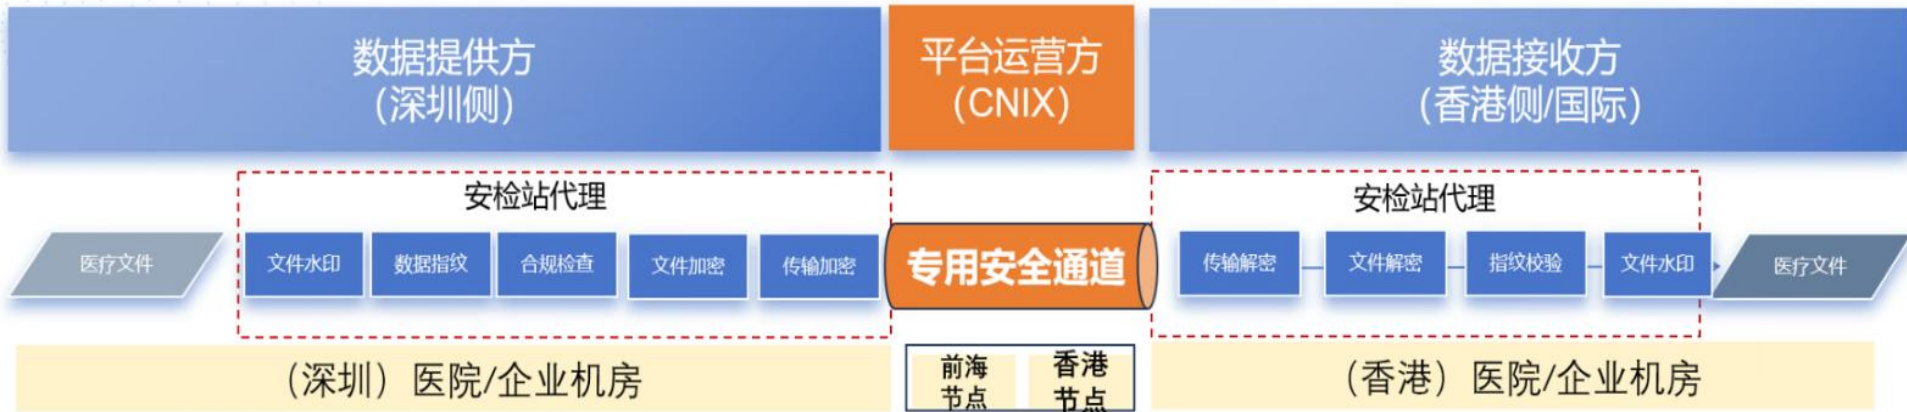 数据提供方
(深圳侧)
平台运营方
(CNIX)
数据接收方
(香港侧/国际)
安检站代理
安检站代理
医疗文件
文件水印
数据指纹
合规检查
文件加密
传输加密
专用安全通道
传输解密
文件解密
指纹校验
文件水印
医疗文件
(深圳) 医院/企业机房
前海
节点
香港
节点
(香港) 医院/企业机房